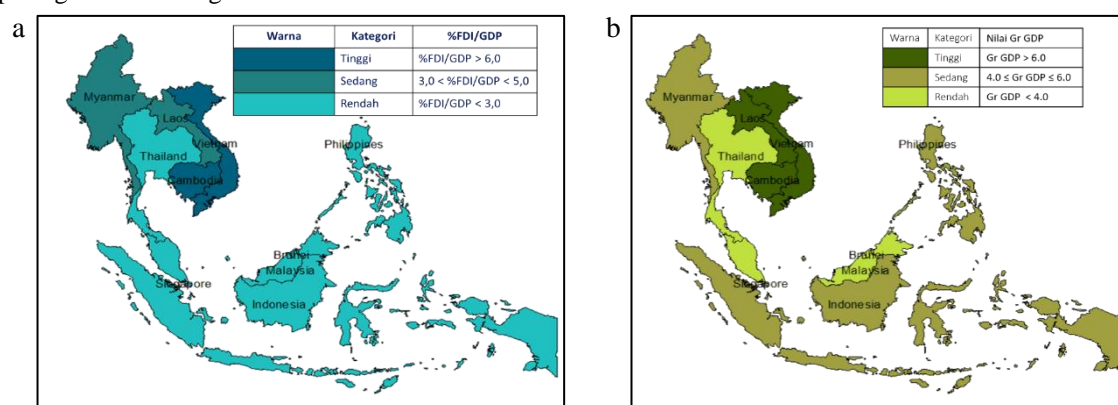 a
Warna Kategori %FDI/GDP
Tinggi %FDI/GDP > 6,0
Sedang 3,0 < %FDI/GDP < 5,0
Rendah %FDI/GDP < 3,0
Myanmar
Laos
Vietnam
Thailand
Cambodia
Philippines
Brunei
Malaysia
Singapore
Indonesia
b
Warna Kategori Nilai Gr GDP
Tinggi Gr GDP > 6.0
Sedang 4.0 ≤ Gr GDP ≤ 6.0
Rendah Gr GDP < 4.0
Myanmar
Laos
Vietnam
Thailand
Cambodia
Philippines
Brunei
Malaysia
Singapore
Indonesia